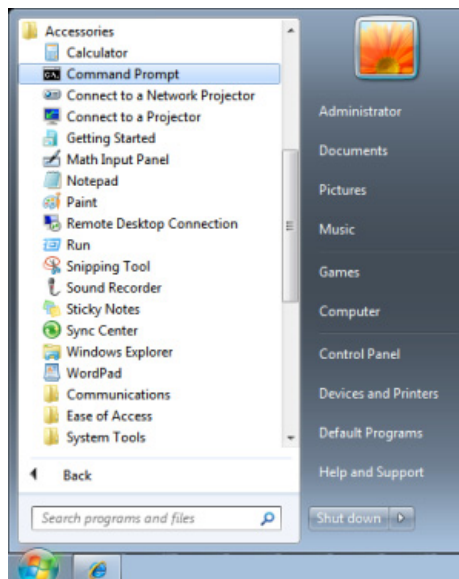 Accessories
Calculator
Command Prompt
Connect to a Network Projector
Connect to a Projector
Getting Started
Math Input Panel
Notepad
Paint
Remote Desktop Connection
Run
Snipping Tool
Sound Recorder
Sticky Notes
Sync Center
Windows Explorer
WordPad
Communications
Ease of Access
System Tools
Back
Search programs and files
Administrator
Documents
Pictures
Music
Games
Computer
Control Panel
Devices and Printers
Default Programs
Help and Support
Shut down